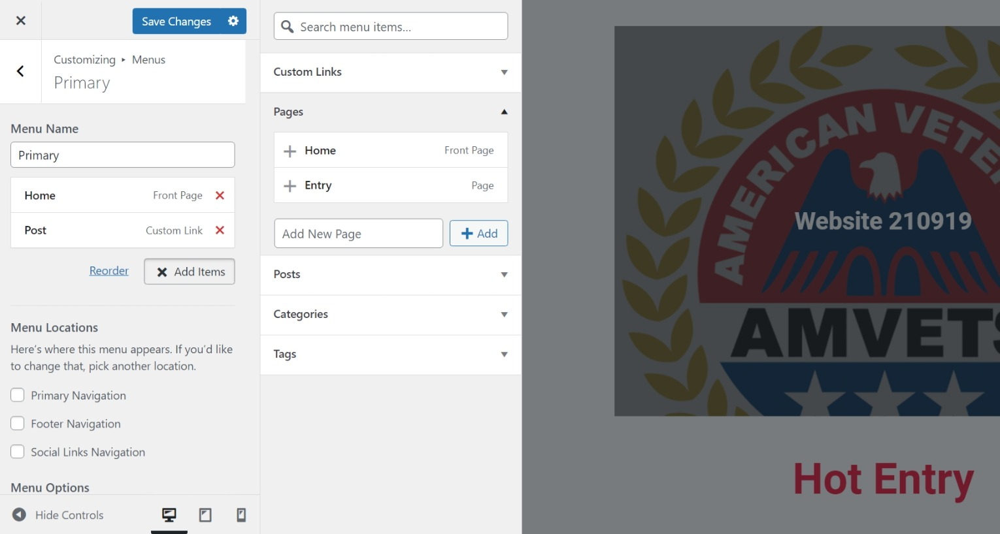 Save Changes
Customizing ▸ Menus
Primary
Menu Name
Primary
Home Front Page
Post Custom Link
Reorder
Add Items
Menu Locations
Here's where this menu appears. If you'd like
to change that, pick another location.
Primary Navigation
Footer Navigation
Social Links Navigation
Menu Options
Hide Controls
Search menu items...
Custom Links
Pages
Home Front Page
Entry Page
Add New Page
Add
Posts
Categories
Tags
AMERICAN
Website 210919
AMVETS
Hot Entry